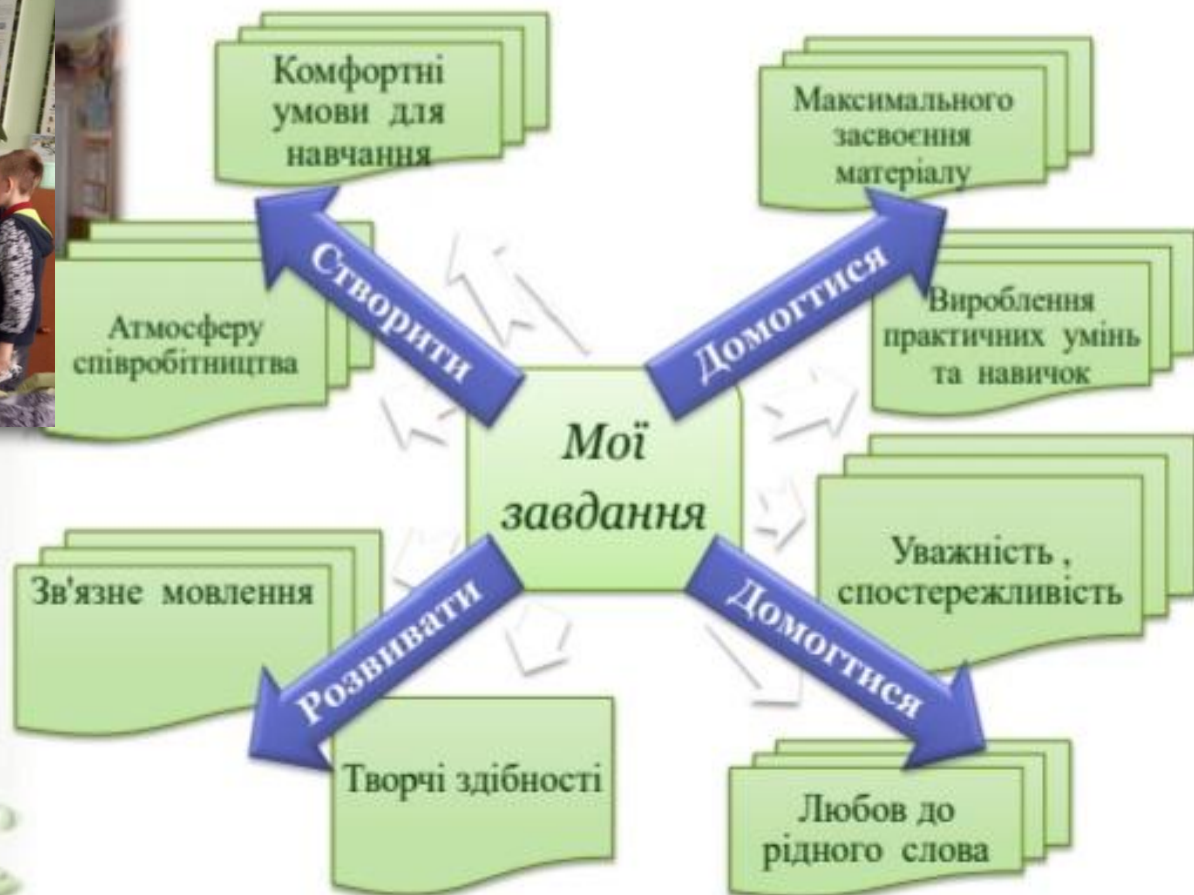 Комфортні
умови для
навчання
Максимального
засвоєння
матеріалу
Створити
Домогтися
Атмосферу
співробітництва
Вироблення
практичних умінь
та навичок
Мої
завдання
Зв'язне мовлення
Уважність ,
спостережливість
Розвивати
Домогтися
Творчі здібності
Любов до
рідного слова